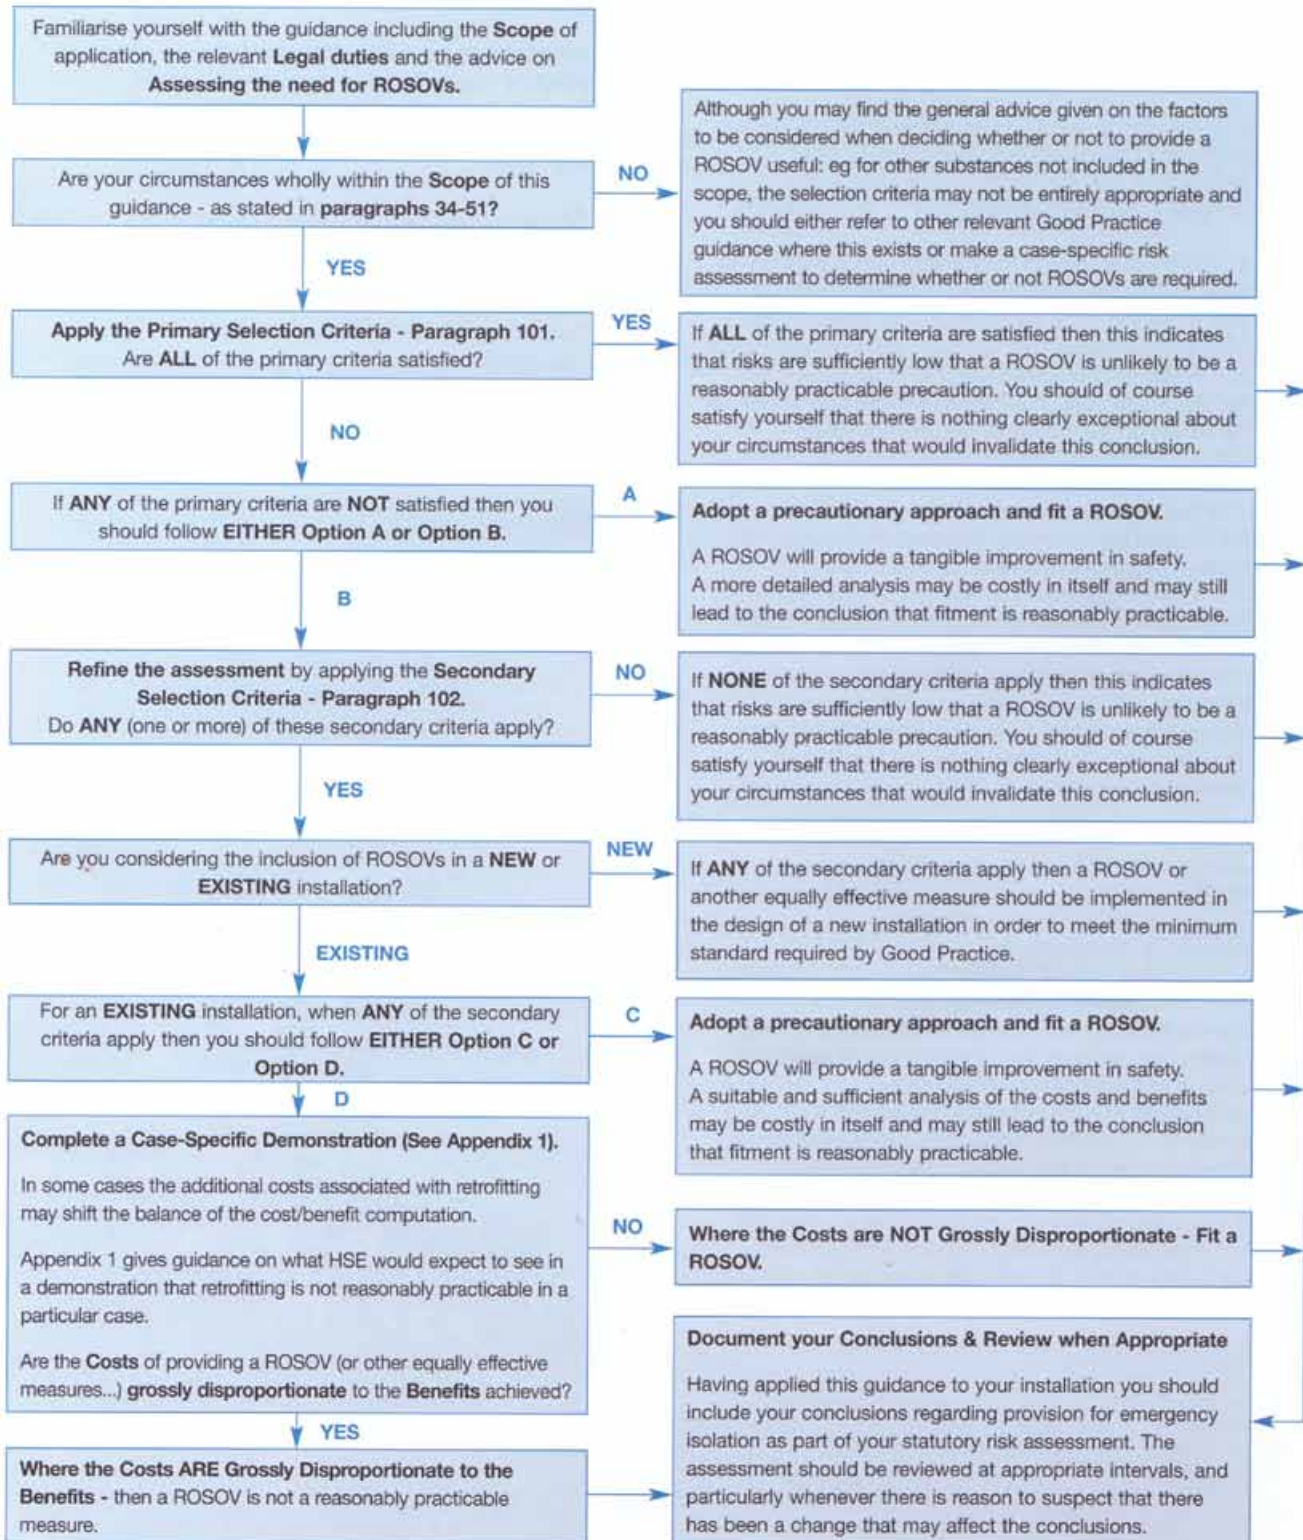 Familiarise yourself with the guidance including the Scope of
application, the relevant Legal duties and the advice on
Assessing the need for ROSOVs.
Are your circumstances wholly within the Scope of this
guidance - as stated in paragraphs 34-51?
NO
Although you may find the general advice given on the factors
to be considered when deciding whether or not to provide a
ROSOV useful: eg for other substances not included in the
scope, the selection criteria may not be entirely appropriate and
you should either refer to other relevant Good Practice
guidance where this exists or make a case-specific risk
assessment to determine whether or not ROSOVs are required.
YES
Apply the Primary Selection Criteria - Paragraph 101.
Are ALL of the primary criteria satisfied?
YES
If ALL of the primary criteria are satisfied then this indicates
that risks are sufficiently low that a ROSOV is unlikely to be a
reasonably practicable precaution. You should of course
satisfy yourself that there is nothing clearly exceptional about
your circumstances that would invalidate this conclusion.
NO
If ANY of the primary criteria are NOT satisfied then you
should follow EITHER Option A or Option B.
A
Adopt a precautionary approach and fit a ROSOV.
A ROSOV will provide a tangible improvement in safety.
A more detailed analysis may be costly in itself and may still
lead to the conclusion that fitment is reasonably practicable.
B
Refine the assessment by applying the Secondary
Selection Criteria - Paragraph 102.
Do ANY (one or more) of these secondary criteria apply?
NO
If NONE of the secondary criteria apply then this indicates
that risks are sufficiently low that a ROSOV is unlikely to be a
reasonably practicable precaution. You should of course
satisfy yourself that there is nothing clearly exceptional about
your circumstances that would invalidate this conclusion.
YES
Are you considering the inclusion of ROSOVs in a NEW or
EXISTING installation?
NEW
If ANY of the secondary criteria apply then a ROSOV or
another equally effective measure should be implemented in
the design of a new installation in order to meet the minimum
standard required by Good Practice.
EXISTING
For an EXISTING installation, when ANY of the secondary
criteria apply then you should follow EITHER Option C or
Option D.
C
Adopt a precautionary approach and fit a ROSOV.
A ROSOV will provide a tangible improvement in safety.
A suitable and sufficient analysis of the costs and benefits
may be costly in itself and may still lead to the conclusion
that fitment is reasonably practicable.
D
Complete a Case-Specific Demonstration (See Appendix 1).
In some cases the additional costs associated with retrofitting
may shift the balance of the cost/benefit computation.
Appendix 1 gives guidance on what HSE would expect to see in
a demonstration that retrofitting is not reasonably practicable in a
particular case.
Are the Costs of providing a ROSOV (or other equally effective
measures...) grossly disproportionate to the Benefits achieved?
NO
Where the Costs are NOT Grossly Disproportionate - Fit a
ROSOV.
YES
Where the Costs ARE Grossly Disproportionate to the
Benefits - then a ROSOV is not a reasonably practicable
measure.
Document your Conclusions & Review when Appropriate
Having applied this guidance to your installation you should
include your conclusions regarding provision for emergency
isolation as part of your statutory risk assessment. The
assessment should be reviewed at appropriate intervals, and
particularly whenever there is reason to suspect that there
has been a change that may affect the conclusions.